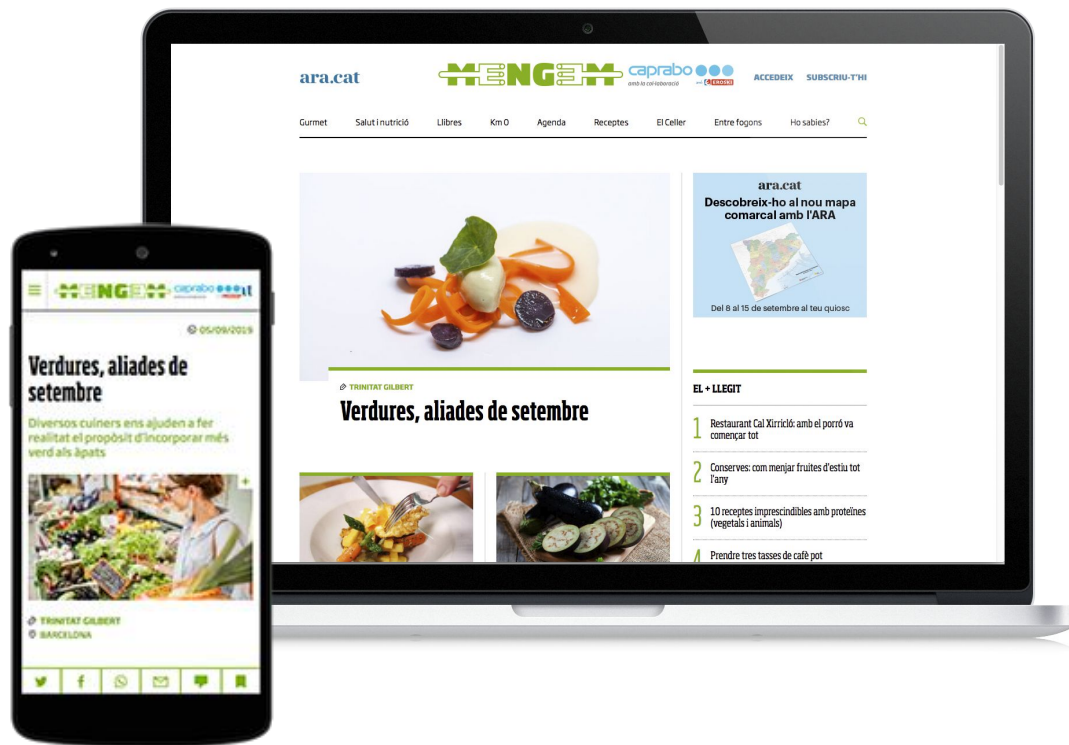 ara.cat
MENGEM
caprabo
amb la col·laboració
EROSKI
ACCEDEIX SUBSCRIU-T'HI
Gurmet Salut i nutrició Llibres Km 0 Agenda Receptes El Celler Entre fogons Ho sabies?
TRINITAT GILBERT
Verdures, aliades de setembre
ara.cat
Descobreix-ho al nou mapa
comarcal amb l'ARA
Del 8 al 15 de setembre al teu quiosc
EL + LLEGIT
1 Restaurant Cal Xirricló: amb el porró va
començar tot
2 Conserves: com menjar fruites d'estiu tot
l'any
3 10 receptes imprescindibles amb proteïnes
(vegetals i animals)
4 Prendre tres tasses de cafè pot
MENGEM
caprabo
05/09/2019
Verdures, aliades de
setembre
Diversos cuiners ens ajuden a fer
realitat el propòsit d'incorporar més
verd als àpats
TRINITAT GILBERT
BARCELONA